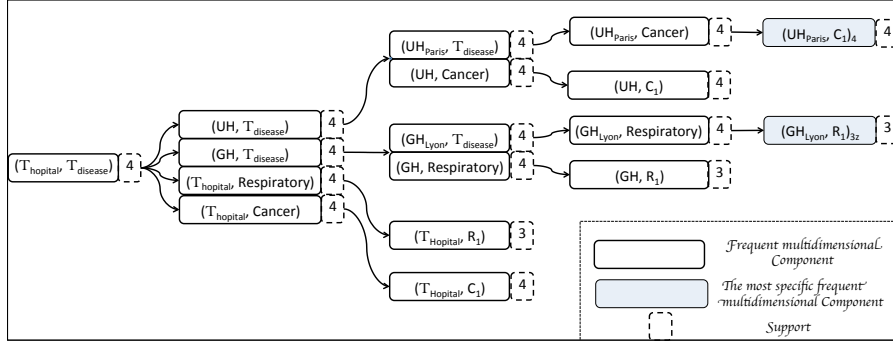 (UH_Paris, T_disease) 4
(UH_Paris, Cancer) 4
(UH_Paris, C_1)_4 4
(UH, Cancer) 4
(UH, C_1) 4
(UH, T_disease) 4
(GH_Lyon, T_disease) 4
(GH_Lyon, Respiratory) 4
(GH_Lyon, R_1)_3z 3
(T_hopital, T_disease) 4
(GH, T_disease) 4
(GH, Respiratory) 4
(GH, R_1) 3
(T_hopital, Respiratory) 4
(T_hopital, Cancer) 4
(T_Hopital, R_1) 3
(T_Hopital, C_1) 4
Frequent multidimensional
Component
The most specific frequent
multidimensional Component
Support